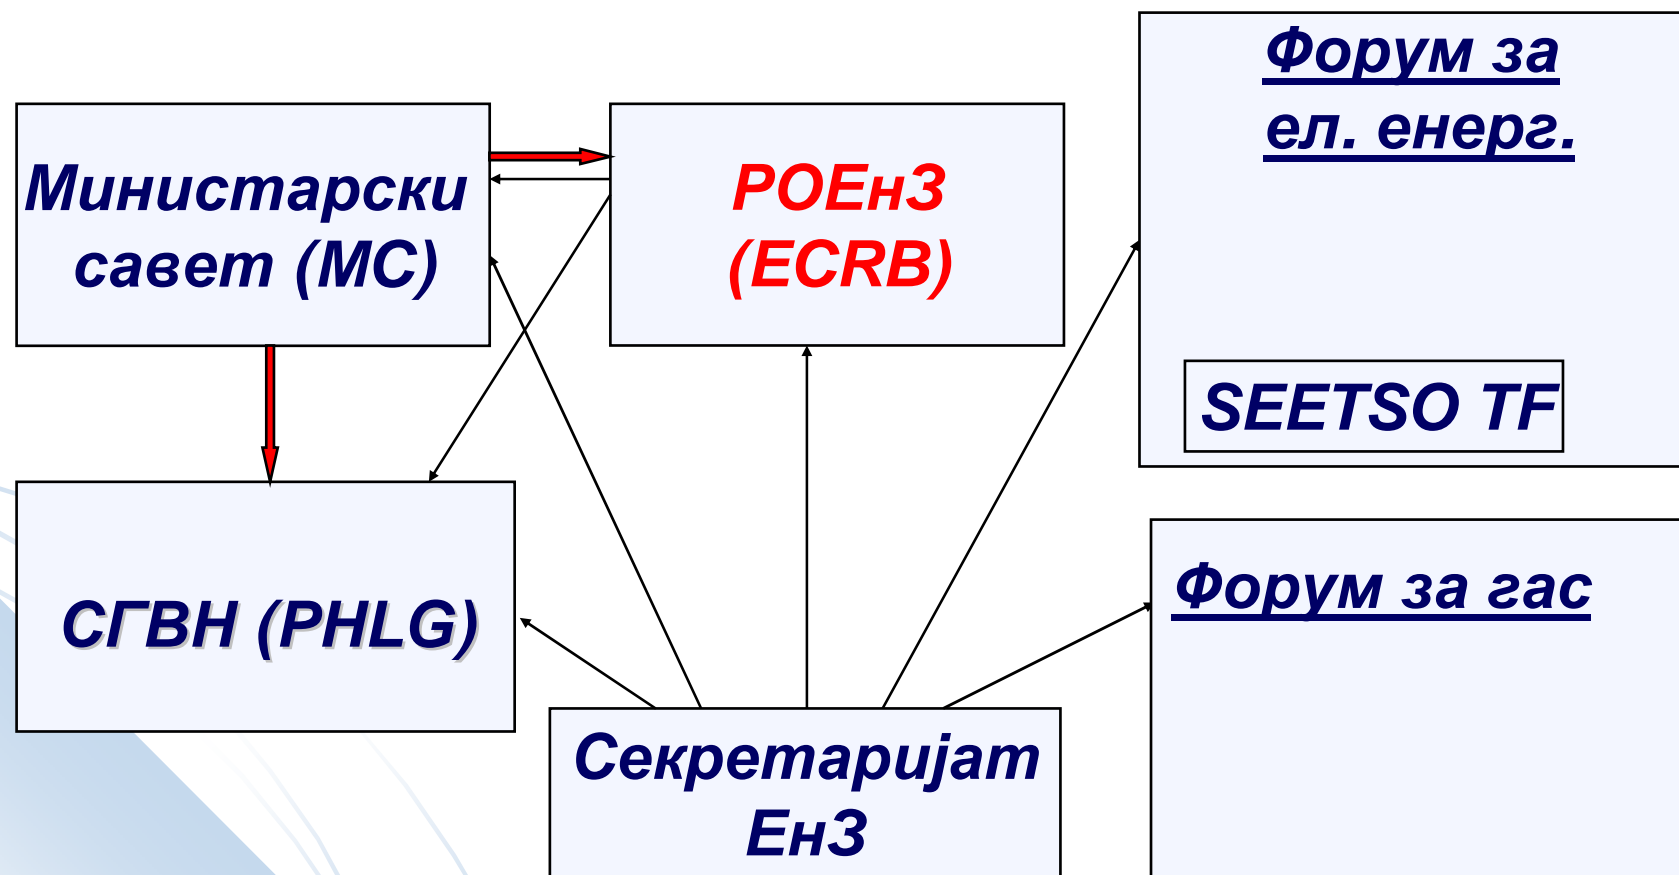 Министарски
савет (МС)
РОЕнЗ
(ECRB)
Форум за
ел. енерг.
SEETSO TF
СГВН (PHLG)
Форум за гас
Секретаријат
ЕнЗ